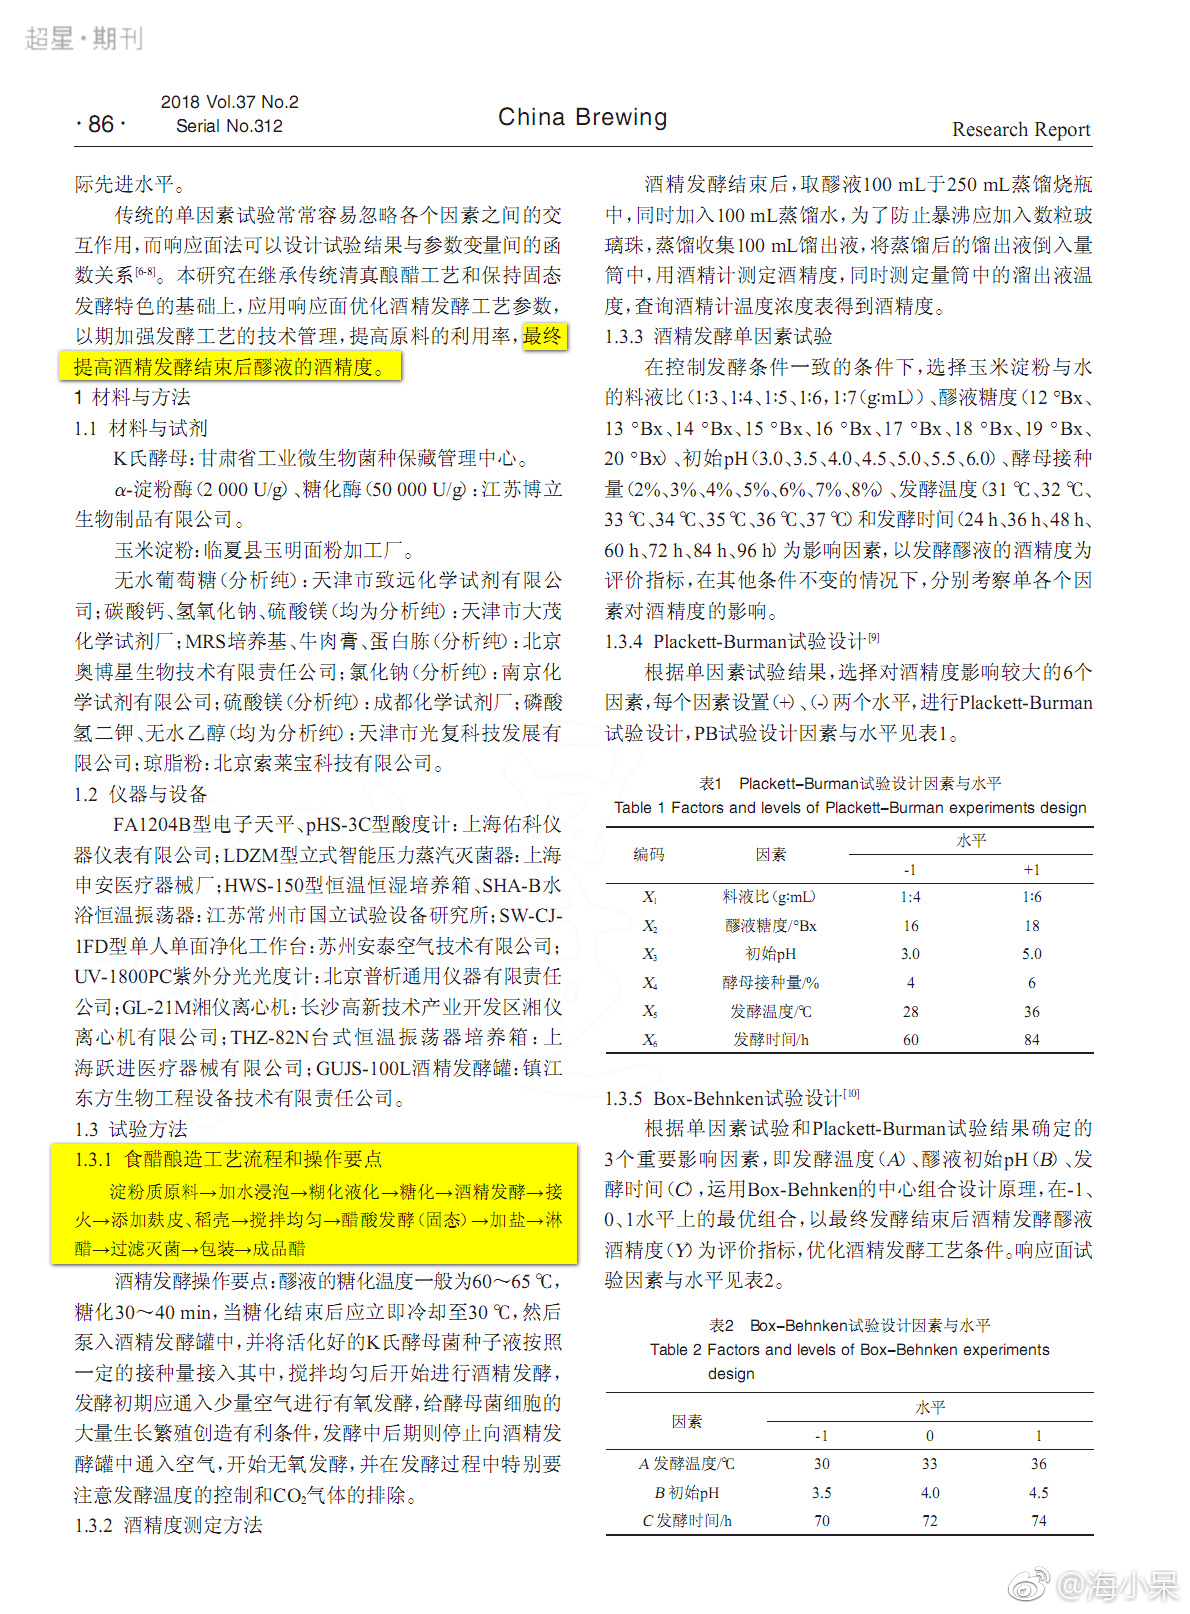 超星·期刊
·86·
2018 Vol.37 No.2
Serial No.312
China Brewing
Research Report
际先进水平。
传统的单因素试验常常容易忽略各个因素之间的交
互作用,而响应面法可以设计试验结果与参数变量间的函
数关系[6-8]。本研究在继承传统清真酿醋工艺和保持固态
发酵特色的基础上,应用响应面优化酒精发酵工艺参数,
以期加强发酵工艺的技术管理,提高原料的利用率,最终
提高酒精发酵结束后醪液的酒精度。
1 材料与方法
1.1 材料与试剂
K氏酵母:甘肃省工业微生物菌种保藏管理中心。
α-淀粉酶(2 000 U/g)、糖化酶(50 000 U/g):江苏博立
生物制品有限公司。
玉米淀粉:临夏县玉明面粉加工厂。
无水葡萄糖(分析纯):天津市致远化学试剂有限公
司;碳酸钙、氢氧化钠、硫酸镁(均为分析纯):天津市大茂
化学试剂厂;MRS培养基、牛肉膏、蛋白胨(分析纯):北京
奥博星生物技术有限责任公司;氯化钠(分析纯):南京化
学试剂有限公司;硫酸镁(分析纯):成都化学试剂厂;磷酸
氢二钾、无水乙醇(均为分析纯):天津市光复科技发展有
限公司;琼脂粉:北京索莱宝科技有限公司。
1.2 仪器与设备
FA1204B型电子天平、pHS-3C型酸度计:上海佑科仪
器仪表有限公司;LDZM型立式智能压力蒸汽灭菌器:上海
申安医疗器械厂;HWS-150型恒温恒湿培养箱、SHA-B水
浴恒温振荡器:江苏常州市国立试验设备研究所;SW-CJ-
1FD型单人单面净化工作台:苏州安泰空气技术有限公司;
UV-1800PC紫外分光光度计:北京普析通用仪器有限责任
公司;GL-21M湘仪离心机:长沙高新技术产业开发区湘仪
离心机有限公司;THZ-82N台式恒温振荡器培养箱:上
海跃进医疗器械有限公司;GUJS-100L酒精发酵罐:镇江
东方生物工程设备技术有限责任公司。
1.3 试验方法
1.3.1 食醋酿造工艺流程和操作要点
淀粉质原料→加水浸泡→糊化液化→糖化→酒精发酵→接
火→添加麸皮、稻壳→搅拌均匀→醋酸发酵(固态)→加盐→淋
醋→过滤灭菌→包装→成品醋
酒精发酵操作要点:醪液的糖化温度一般为60~65 ℃,
糖化30~40 min,当糖化结束后应立即冷却至30 ℃,然后
泵入酒精发酵罐中,并将活化好的K氏酵母菌种子液按照
一定的接种量接入其中,搅拌均匀后开始进行酒精发酵,
发酵初期应通入少量空气进行有氧发酵,给酵母菌细胞的
大量生长繁殖创造有利条件,发酵中后期则停止向酒精发
酵罐中通入空气,开始无氧发酵,并在发酵过程中特别要
注意发酵温度的控制和CO₂气体的排除。
1.3.2 酒精度测定方法
酒精发酵结束后,取醪液100 mL于250 mL蒸馏烧瓶
中,同时加入100 mL蒸馏水,为了防止暴沸应加入数粒玻
璃珠,蒸馏收集100 mL馏出液,将蒸馏后的馏出液倒入量
筒中,用酒精计测定酒精度,同时测定量筒中的溜出液温
度,查询酒精计温度浓度表得到酒精度。
1.3.3 酒精发酵单因素试验
在控制发酵条件一致的条件下,选择玉米淀粉与水
的料液比(1∶3、1∶4、1∶5、1∶6,1∶7(g∶mL))、醪液糖度(12 °Bx、
13 °Bx、14 °Bx、15 °Bx、16 °Bx、17 °Bx、18 °Bx、19 °Bx、
20 °Bx)、初始pH(3.0、3.5、4.0、4.5、5.0、5.5、6.0)、酵母接种
量(2%、3%、4%、5%、6%、7%、8%)、发酵温度(31 ℃、32 ℃、
33 ℃、34 ℃、35 ℃、36 ℃、37 ℃)和发酵时间(24 h、36 h、48 h、
60 h、72 h、84 h、96 h)为影响因素,以发酵醪液的酒精度为
评价指标,在其他条件不变的情况下,分别考察单各个因
素对酒精度的影响。
1.3.4 Plackett-Burman试验设计[9]
根据单因素试验结果,选择对酒精度影响较大的6个
因素,每个因素设置(+)、(-)两个水平,进行Plackett-Burman
试验设计,PB试验设计因素与水平见表1。
表1 Plackett-Burman试验设计因素与水平
Table 1 Factors and levels of Plackett-Burman experiments design
编码 因素 水平
-1 +1
X₁ 料液比(g∶mL) 1∶4 1∶6
X₂ 醪液糖度/°Bx 16 18
X₃ 初始pH 3.0 5.0
X₄ 酵母接种量/% 4 6
X₅ 发酵温度/℃ 28 36
X₆ 发酵时间/h 60 84
1.3.5 Box-Behnken试验设计[10]
根据单因素试验和Plackett-Burman试验结果确定的
3个重要影响因素,即发酵温度(A)、醪液初始pH(B)、发
酵时间(C),运用Box-Behnken的中心组合设计原理,在-1、
0、1水平上的最优组合,以最终发酵结束后酒精发酵醪液
酒精度(Y)为评价指标,优化酒精发酵工艺条件。响应面试
验因素与水平见表2。
表2 Box-Behnken试验设计因素与水平
Table 2 Factors and levels of Box-Behnken experiments
design
因素 水平
-1 0 1
A 发酵温度/℃ 30 33 36
B 初始pH 3.5 4.0 4.5
C 发酵时间/h 70 72 74
@海小呆